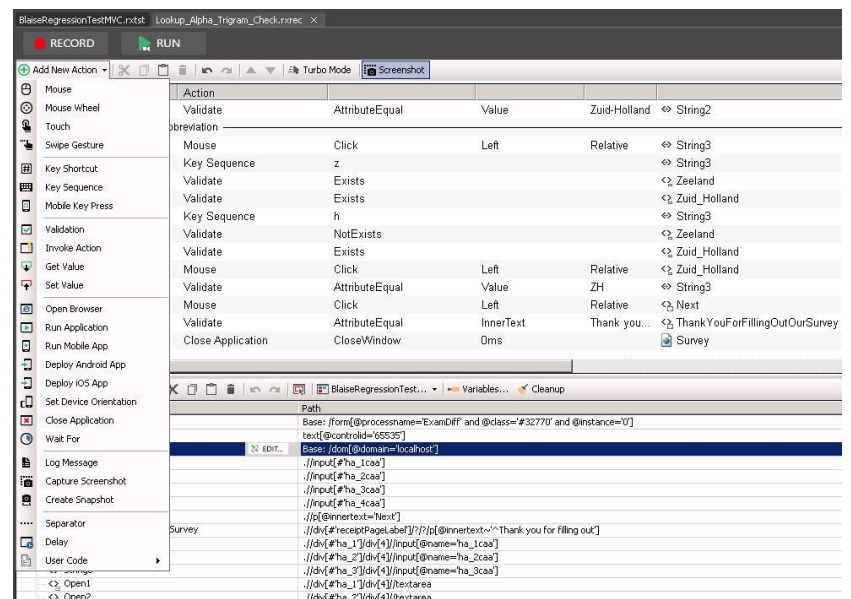 BlaiseRegressionTestMVC.rxtst Lookup_Alpha_Trigram_Check.rxrec ×
RECORD RUN
Add New Action Turbo Mode Screenshot
Mouse
Mouse Wheel
Touch
Swipe Gesture
Key Shortcut
Key Sequence
Mobile Key Press
Validation
Invoke Action
Get Value
Set Value
Open Browser
Run Application
Run Mobile App
Deploy Android App
Deploy iOS App
Set Device Orientation
Close Application
Wait For
Log Message
Capture Screenshot
Create Snapshot
Separator
Delay
User Code
Action
Validate AttributeEqual Value Zuid-Holland String2
bbreviation
Mouse Click Left Relative String3
Key Sequence z String3
Validate Exists Zeeland
Validate Exists Zuid_Holland
Key Sequence h String3
Validate NotExists Zeeland
Validate Exists Zuid_Holland
Mouse Click Left Relative Zuid_Holland
Validate AttributeEqual Value ZH String3
Mouse Click Left Relative Next
Validate AttributeEqual InnerText Thank you... ThankYouForFillingOutOurSurvey
Close Application CloseWindow 0ms Survey
BlaiseRegressionTest... Variables... Cleanup
Path
Base: /form[@processname='ExamDiff' and @class='#32770' and @instance='0']
text[@controlid='65535']
EDIT... Base: /dom[@domain='localhost']
.//input[#'ha_1caa']
.//input[#'ha_2caa']
.//input[#'ha_3caa']
.//input[#'ha_4caa']
.//p[@innertext='Next']
Survey .//div[#'receiptPageLabel']/?/?/p[@innertext~'^Thank you for filling out']
.//div[#'ha_1']/div[4]//input[@name='ha_1caa']
.//div[#'ha_2']/div[4]//input[@name='ha_2caa']
.//div[#'ha_3']/div[4]//input[@name='ha_3caa']
Open1 .//div[#'ha_1']/div[4]//textarea
Open2 .//div[#'ha_2']/div[4]//textarea